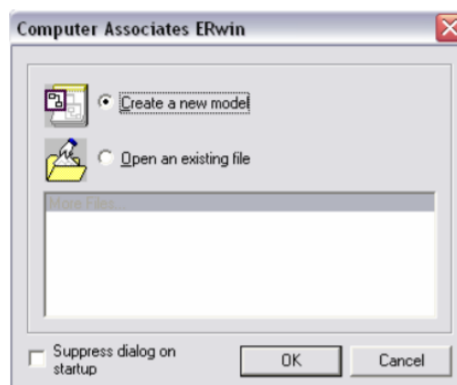 Computer Associates ERwin
Create a new model
Open an existing file
More Files...
Suppress dialog on
startup
OK
Cancel